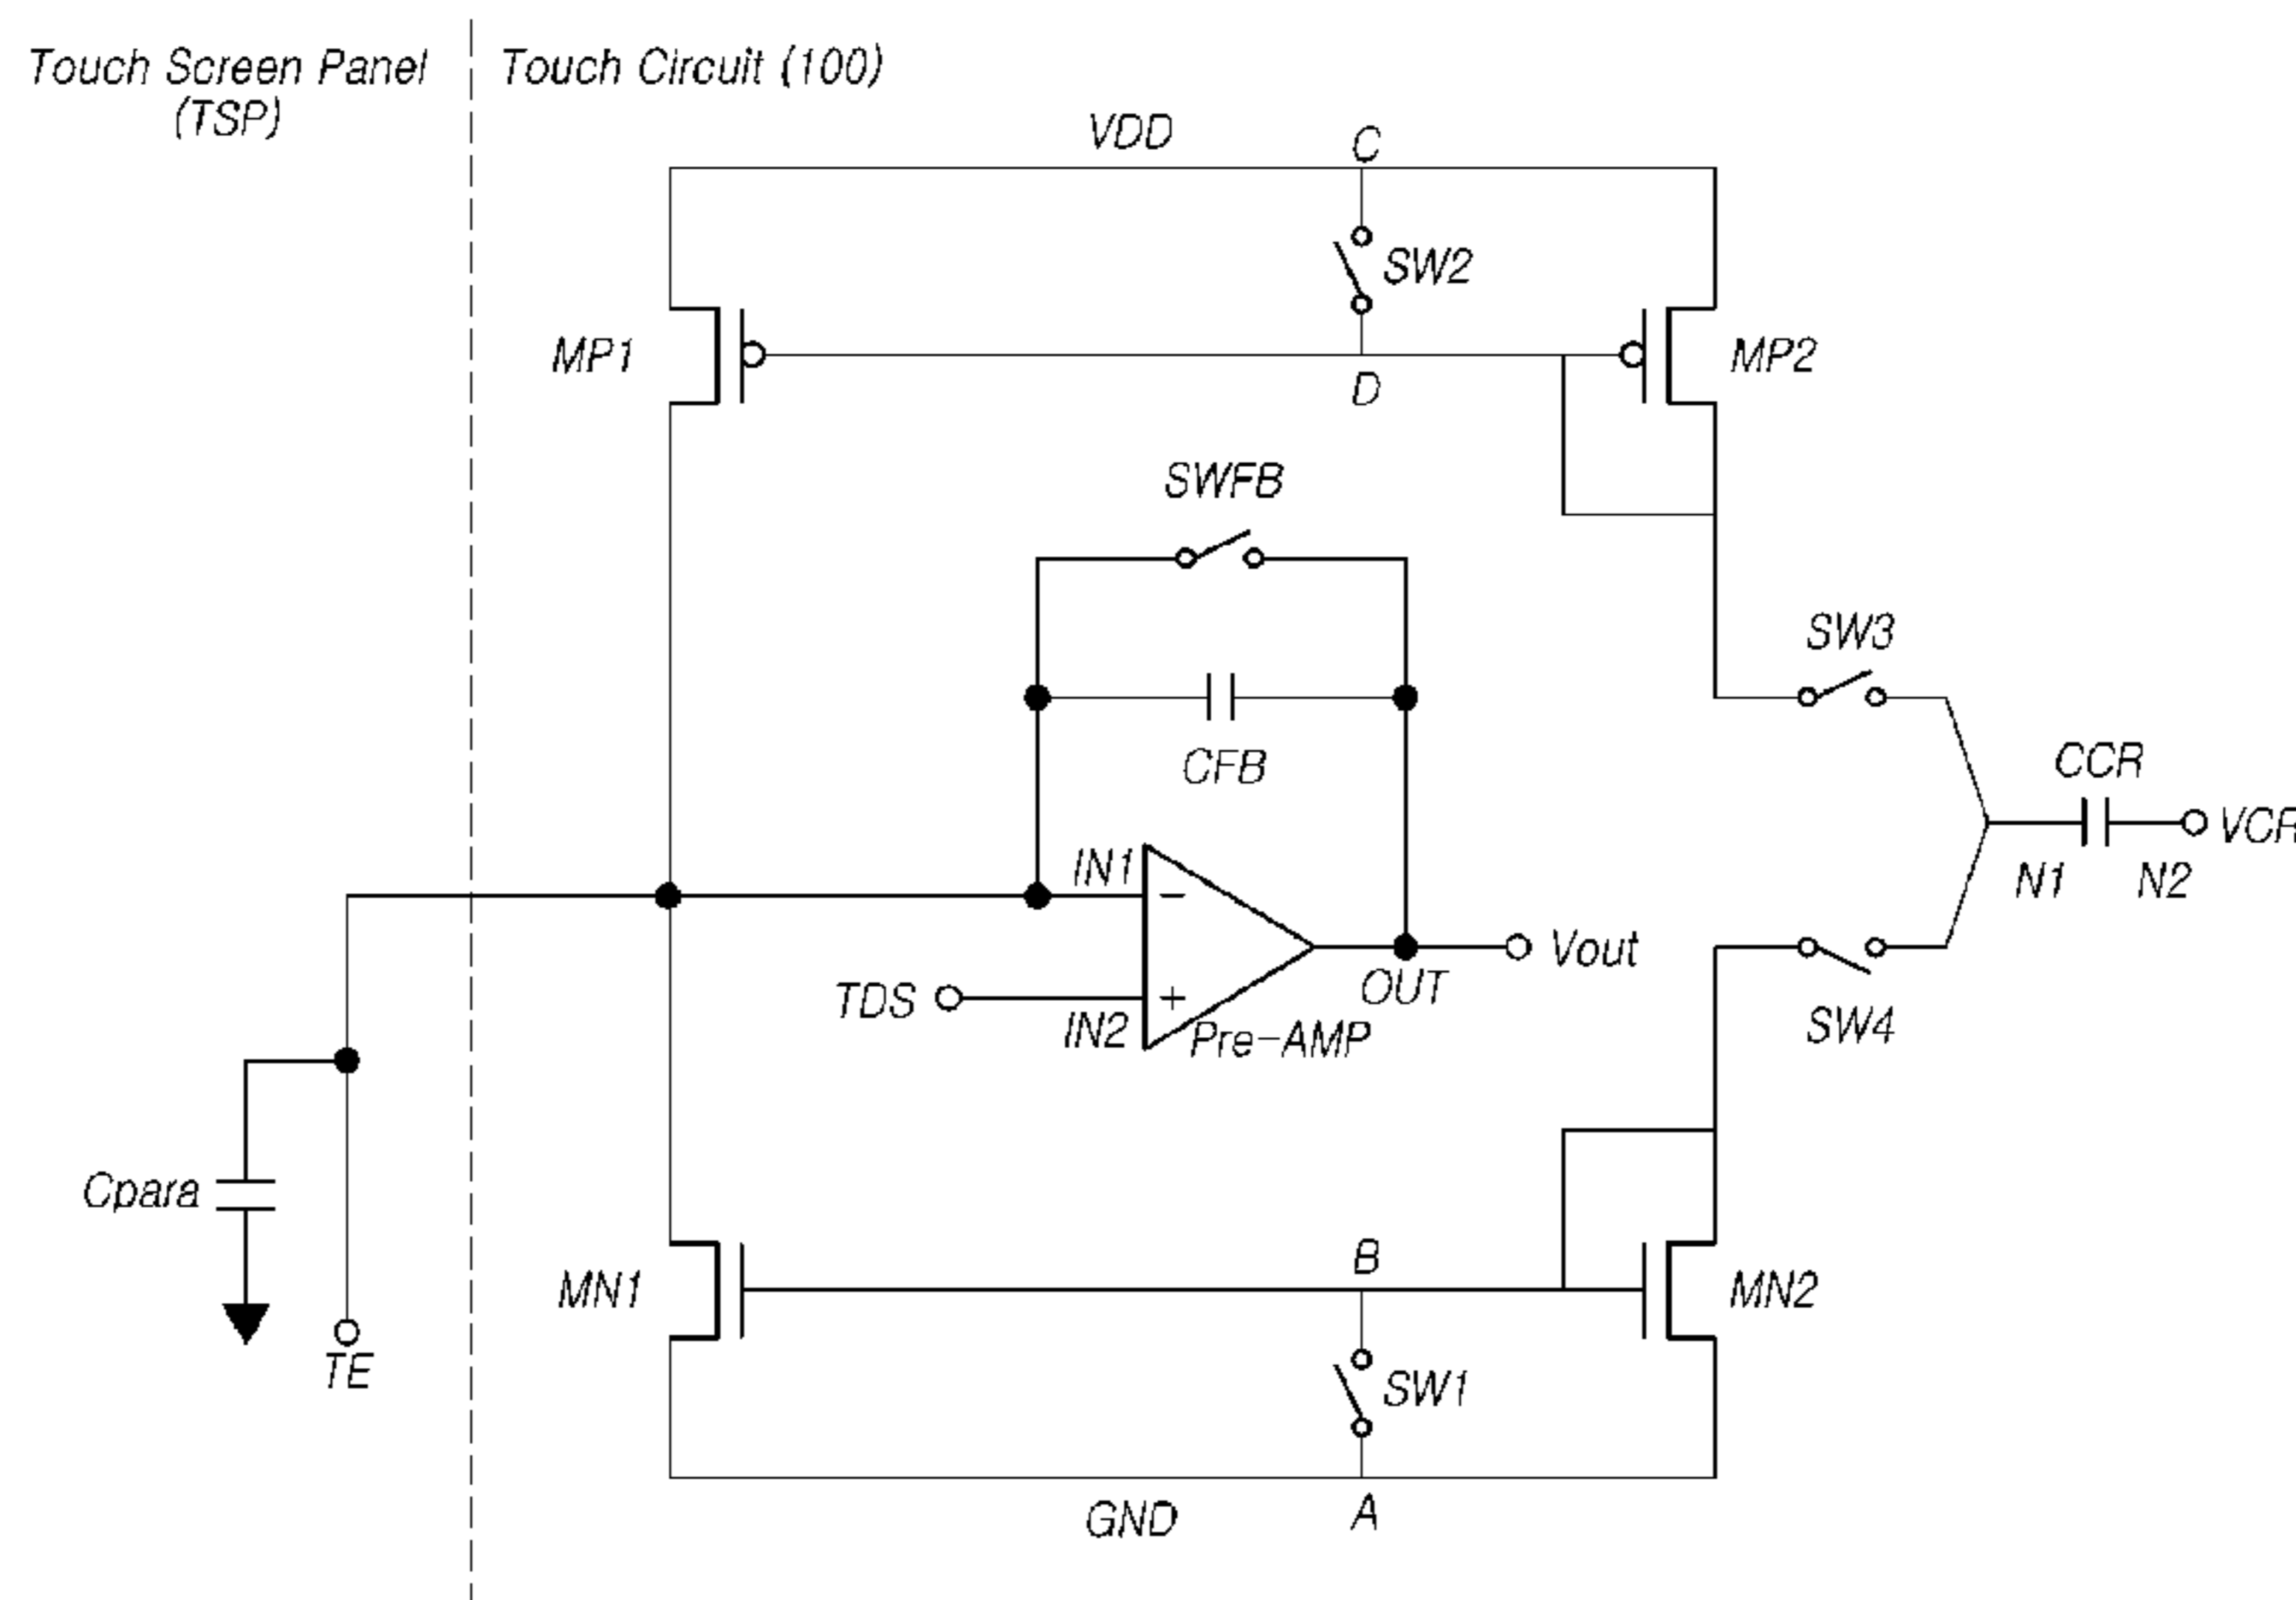 Touch Screen Panel
(TSP)
Touch Circuit (100)
VDD
C
SW2
MP1
MP2
D
SWFB
SW3
CFB
CCR
IN1
−
VCR
N1
N2
Vout
TDS
+
OUT
IN2
Pre-AMP
SW4
Cpara
B
MN1
MN2
TE
SW1
GND
A